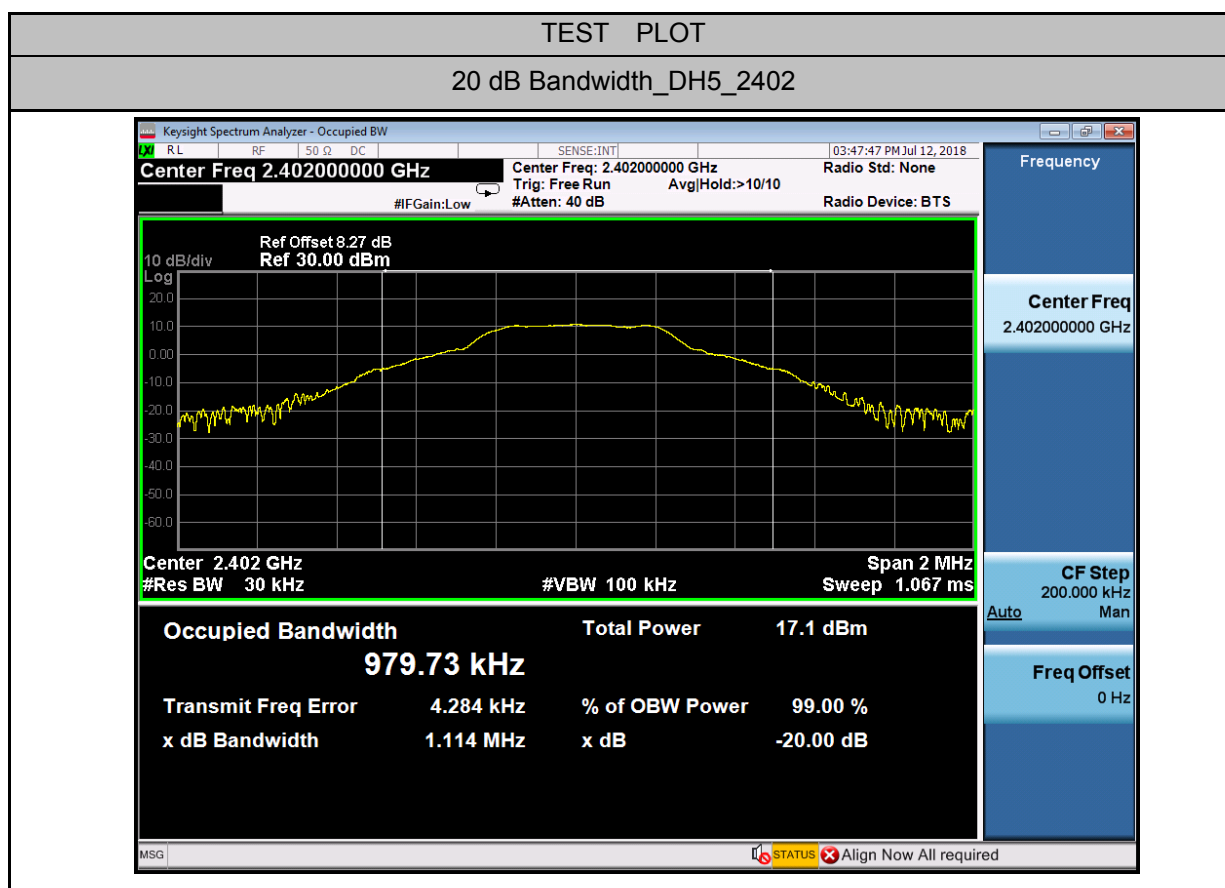 TEST PLOT
20 dB Bandwidth_DH5_2402
Keysight Spectrum Analyzer - Occupied BW
LXI RL RF 50 Ω DC SENSE:INT 03:47:47 PM Jul 12, 2018
Center Freq 2.402000000 GHz
Center Freq: 2.402000000 GHz Radio Std: None
Trig: Free Run Avg|Hold:>10/10
#IFGain:Low #Atten: 40 dB Radio Device: BTS
Frequency
Ref Offset 8.27 dB
10 dB/div Ref 30.00 dBm
Log
20.0
10.0
0.00
-10.0
-20.0
-30.0
-40.0
-50.0
-60.0
Center 2.402 GHz Span 2 MHz
#Res BW 30 kHz #VBW 100 kHz Sweep 1.067 ms
Occupied Bandwidth Total Power 17.1 dBm
979.73 kHz
Transmit Freq Error 4.284 kHz % of OBW Power 99.00 %
x dB Bandwidth 1.114 MHz x dB -20.00 dB
Center Freq
2.402000000 GHz
CF Step
200.000 kHz
Auto Man
Freq Offset
0 Hz
MSG STATUS Align Now All required